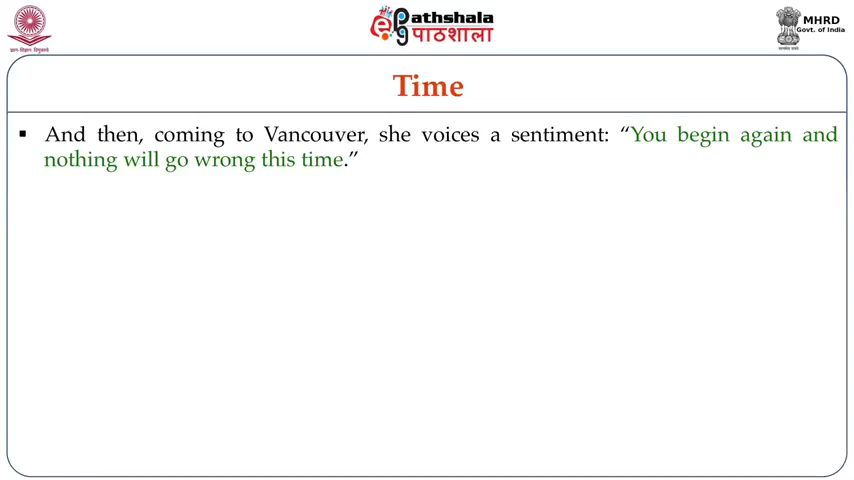 ePathshala
पाठशाला
MHRD
Govt. of India
Time
▪ And then, coming to Vancouver, she voices a sentiment: “You begin again and
nothing will go wrong this time.”